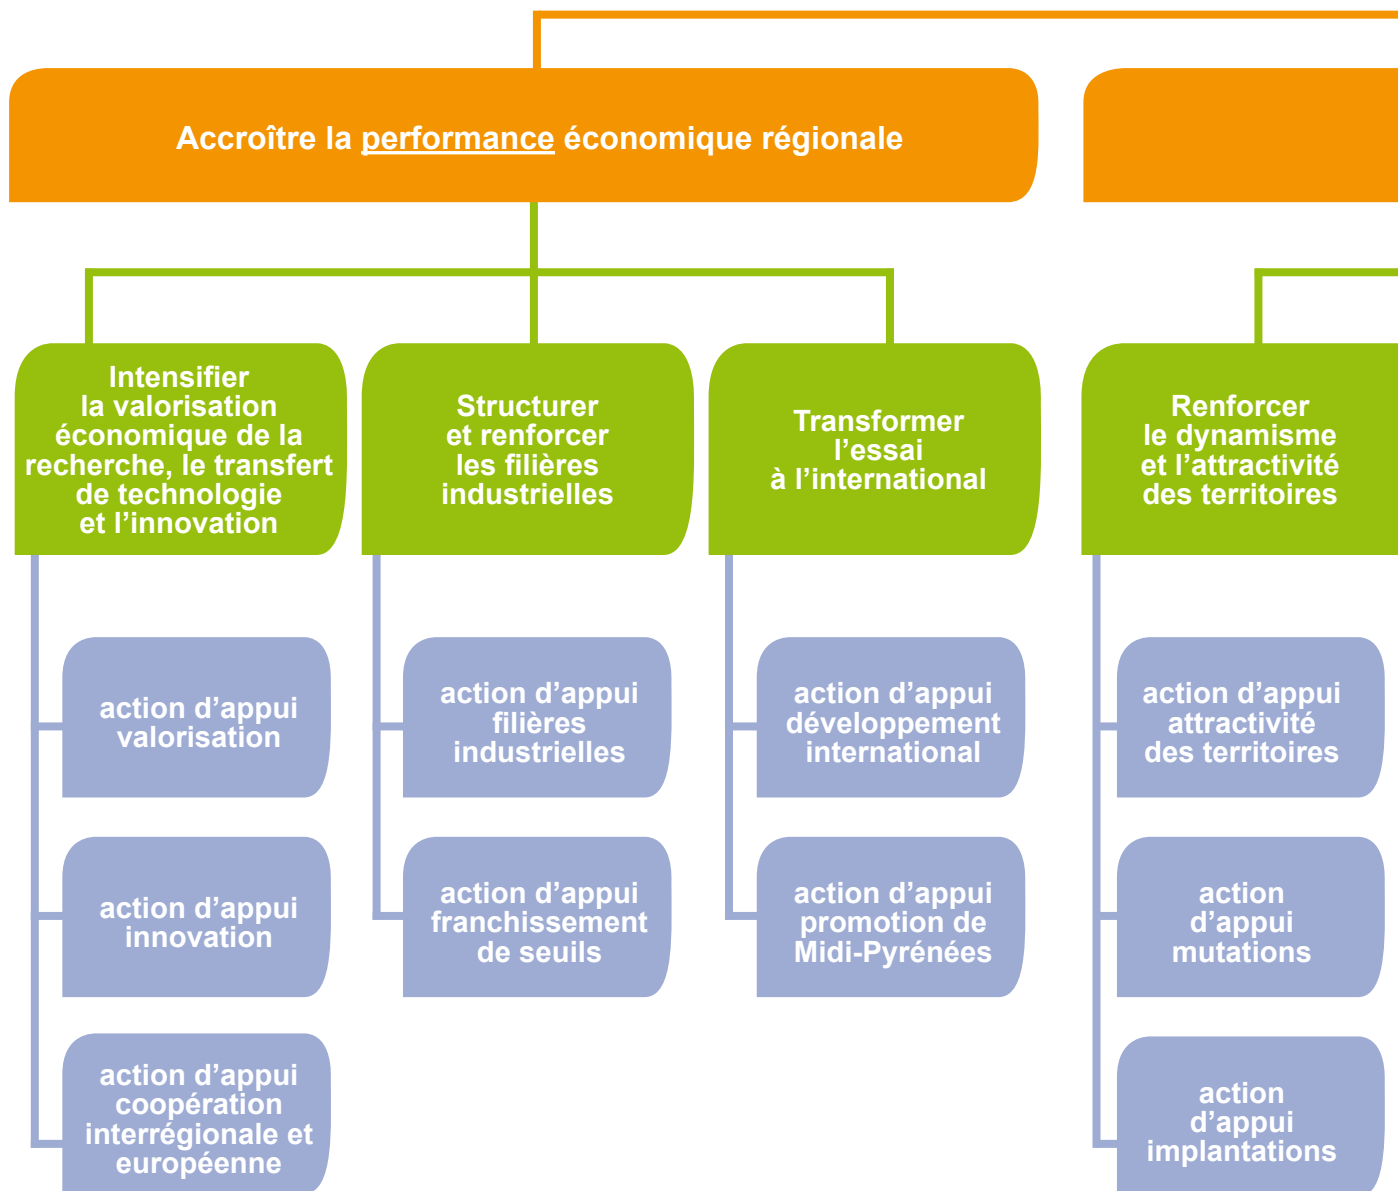 Accroître la performance économique régionale
Intensifier
la valorisation
économique de la
recherche, le transfert
de technologie
et l’innovation
Structurer
et renforcer
les filières
industrielles
Transformer
l’essai
à l’international
Renforcer
le dynamisme
et l’attractivité
des territoires
action d’appui
valorisation
action d’appui
filières
industrielles
action d’appui
développement
international
action d’appui
attractivité
des territoires
action d’appui
innovation
action d’appui
franchissement
de seuils
action d’appui
promotion de
Midi-Pyrénées
action
d’appui
mutations
action d’appui
coopération
interrégionale et
européenne
action
d’appui
implantations